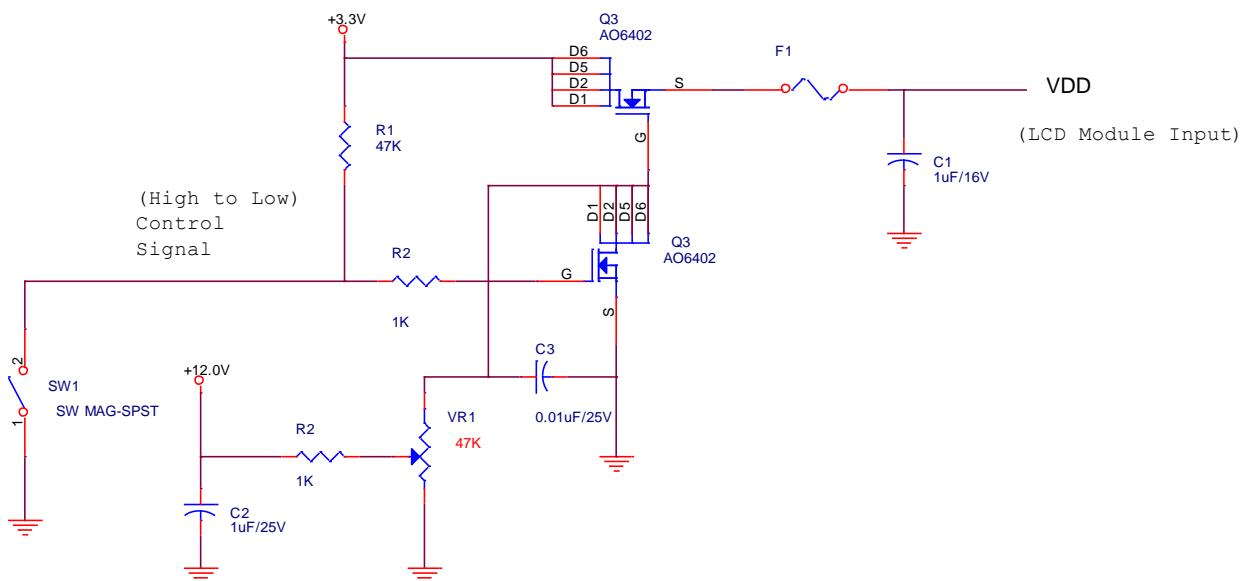 +3.3V
Q3
AO6402
D6
D5
D2
D1
S
G
F1
VDD
(LCD Module Input)
C1
1uF/16V
R1
47K
(High to Low)
Control
Signal
R2
1K
G
D1
D2
D5
D6
Q3
AO6402
S
2
1
SW1
SW MAG-SPST
+12.0V
C3
0.01uF/25V
VR1
47K
R2
1K
C2
1uF/25V